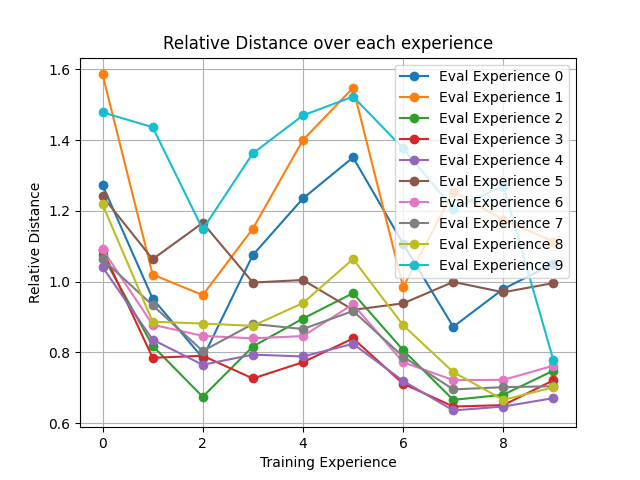 Relative Distance over each experience
Relative Distance
1.6
1.4
1.2
1.0
0.8
0.6
0
2
4
6
8
Training Experience
Eval Experience 0
Eval Experience 1
Eval Experience 2
Eval Experience 3
Eval Experience 4
Eval Experience 5
Eval Experience 6
Eval Experience 7
Eval Experience 8
Eval Experience 9